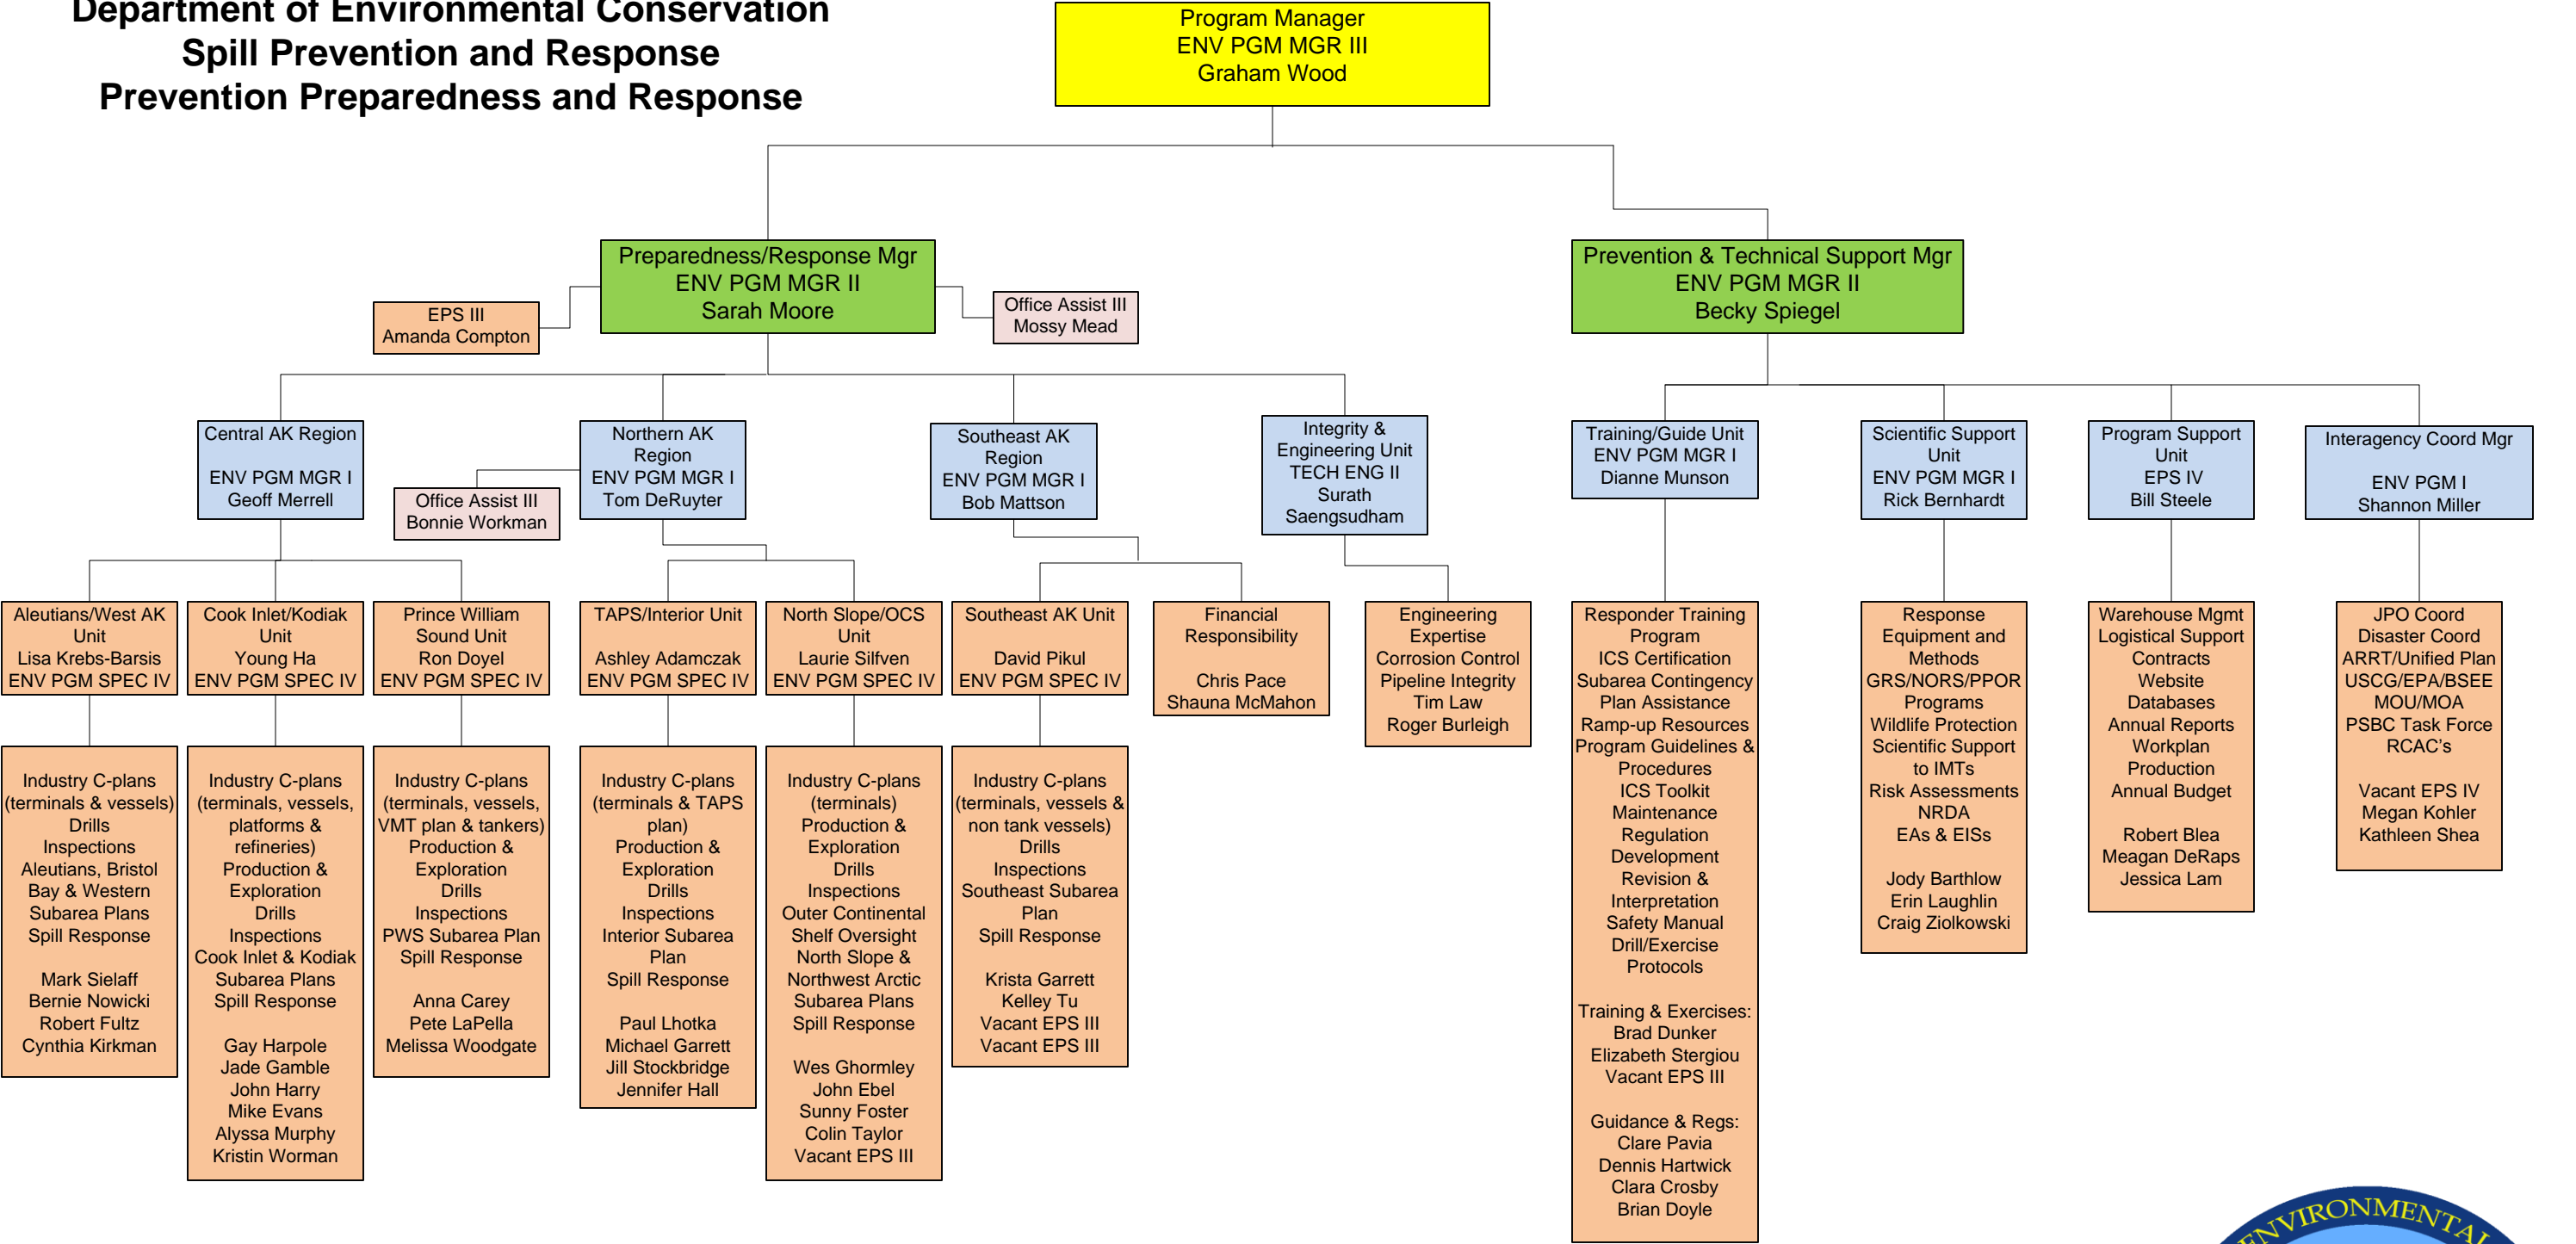 Department of Environmental Conservation
Spill Prevention and Response
Prevention Preparedness and Response
Program Manager
ENV PGM MGR III
Graham Wood
Preparedness/Response Mgr
ENV PGM MGR II
Sarah Moore
EPS III
Amanda Compton
Office Assist III
Mossy Mead
Prevention & Technical Support Mgr
ENV PGM MGR II
Becky Spiegel
Central AK Region
ENV PGM MGR I
Geoff Merrell
Office Assist III
Bonnie Workman
Northern AK
Region
ENV PGM MGR I
Tom DeRuyter
Southeast AK
Region
ENV PGM MGR I
Bob Mattson
Integrity &
Engineering Unit
TECH ENG II
Surath
Saengsudham
Training/Guide Unit
ENV PGM MGR I
Dianne Munson
Scientific Support
Unit
ENV PGM MGR I
Rick Bernhardt
Program Support
Unit
EPS IV
Bill Steele
Interagency Coord Mgr
ENV PGM I
Shannon Miller
Aleutians/West AK
Unit
Lisa Krebs-Barsis
ENV PGM SPEC IV
Cook Inlet/Kodiak
Unit
Young Ha
ENV PGM SPEC IV
Prince William
Sound Unit
Ron Doyel
ENV PGM SPEC IV
TAPS/Interior Unit
Ashley Adamczak
ENV PGM SPEC IV
North Slope/OCS
Unit
Laurie Silfven
ENV PGM SPEC IV
Southeast AK Unit
David Pikul
ENV PGM SPEC IV
Financial
Responsibility
Chris Pace
Shauna McMahon
Engineering
Expertise
Corrosion Control
Pipeline Integrity
Tim Law
Roger Burleigh
Responder Training
Program
ICS Certification
Subarea Contingency
Plan Assistance
Ramp-up Resources
Program Guidelines &
Procedures
ICS Toolkit
Maintenance
Regulation
Development
Revision &
Interpretation
Safety Manual
Drill/Exercise
Protocols
Training & Exercises:
Brad Dunker
Elizabeth Stergiou
Vacant EPS III
Guidance & Regs:
Clare Pavia
Dennis Hartwick
Clara Crosby
Brian Doyle
Response
Equipment and
Methods
GRS/NORS/PPOR
Programs
Wildlife Protection
Scientific Support
to IMTs
Risk Assessments
NRDA
EAs & EISs
Jody Barthlow
Erin Laughlin
Craig Ziolkowski
Warehouse Mgmt
Logistical Support
Contracts
Website
Databases
Annual Reports
Workplan
Production
Annual Budget
Robert Blea
Meagan DeRaps
Jessica Lam
JPO Coord
Disaster Coord
ARRT/Unified Plan
USCG/EPA/BSEE
MOU/MOA
PSBC Task Force
RCAC's
Vacant EPS IV
Megan Kohler
Kathleen Shea
Industry C-plans
(terminals & vessels)
Drills
Inspections
Aleutians, Bristol
Bay & Western
Subarea Plans
Spill Response
Mark Sielaff
Bernie Nowicki
Robert Fultz
Cynthia Kirkman
Industry C-plans
(terminals, vessels,
platforms &
refineries)
Production &
Exploration
Drills
Inspections
Cook Inlet & Kodiak
Subarea Plans
Spill Response
Gay Harpole
Jade Gamble
John Harry
Mike Evans
Alyssa Murphy
Kristin Worman
Industry C-plans
(terminals, vessels,
VMT plan & tankers)
Production &
Exploration
Drills
Inspections
PWS Subarea Plan
Spill Response
Anna Carey
Pete LaPella
Melissa Woodgate
Industry C-plans
(terminals & TAPS
plan)
Production &
Exploration
Drills
Inspections
Interior Subarea
Plan
Spill Response
Paul Lhotka
Michael Garrett
Jill Stockbridge
Jennifer Hall
Industry C-plans
(terminals)
Production &
Exploration
Drills
Inspections
Outer Continental
Shelf Oversight
North Slope &
Northwest Arctic
Subarea Plans
Spill Response
Wes Ghormley
John Ebel
Sunny Foster
Colin Taylor
Vacant EPS III
Industry C-plans
(terminals, vessels &
non tank vessels)
Drills
Inspections
Southeast Subarea
Plan
Spill Response
Krista Garrett
Kelley Tu
Vacant EPS III
Vacant EPS III
ENVIRONMENTAL